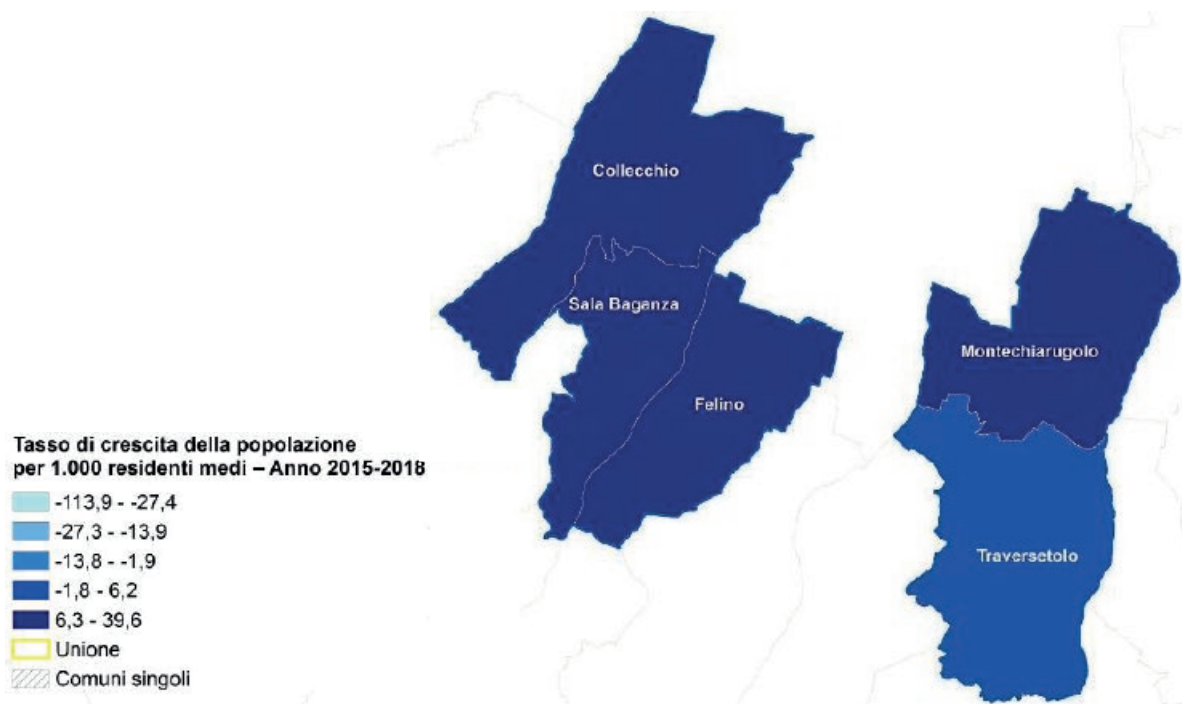 Collecchio
Sala Baganza
Montechiarugolo
Felino
Tasso di crescita della popolazione
per 1.000 residenti medi – Anno 2015-2018
-113,9 - -27,4
-27,3 - -13,9
-13,8 - -1,9
-1,8 - 6,2
6,3 - 39,6
Unione
Comuni singoli
Traversetolo